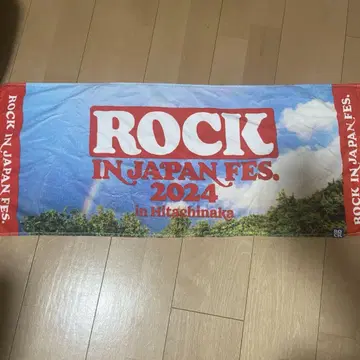 ROCK IN JAPAN FES.
ROCK
IN JAPAN FES.
2024
in Hitachinaka
ROCK IN JAPAN FES.